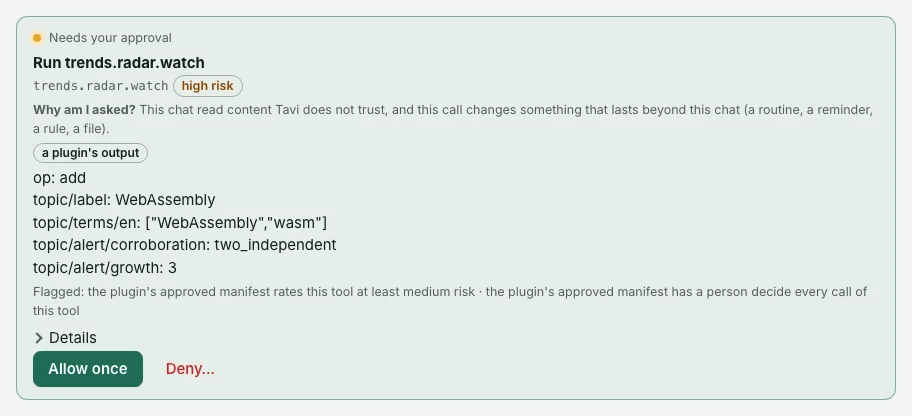 Needs your approval
Run trends.radar.watch
trends.radar.watch high risk
Why am I asked? This chat read content Tavi does not trust, and this call changes something that lasts beyond this chat (a routine, a reminder,
a rule, a file).
a plugin's output
op: add
topic/label: WebAssembly
topic/terms/en: ["WebAssembly","wasm"]
topic/alert/corroboration: two_independent
topic/alert/growth: 3
Flagged: the plugin's approved manifest rates this tool at least medium risk · the plugin's approved manifest has a person decide every call of
this tool
Details
Allow once Deny...